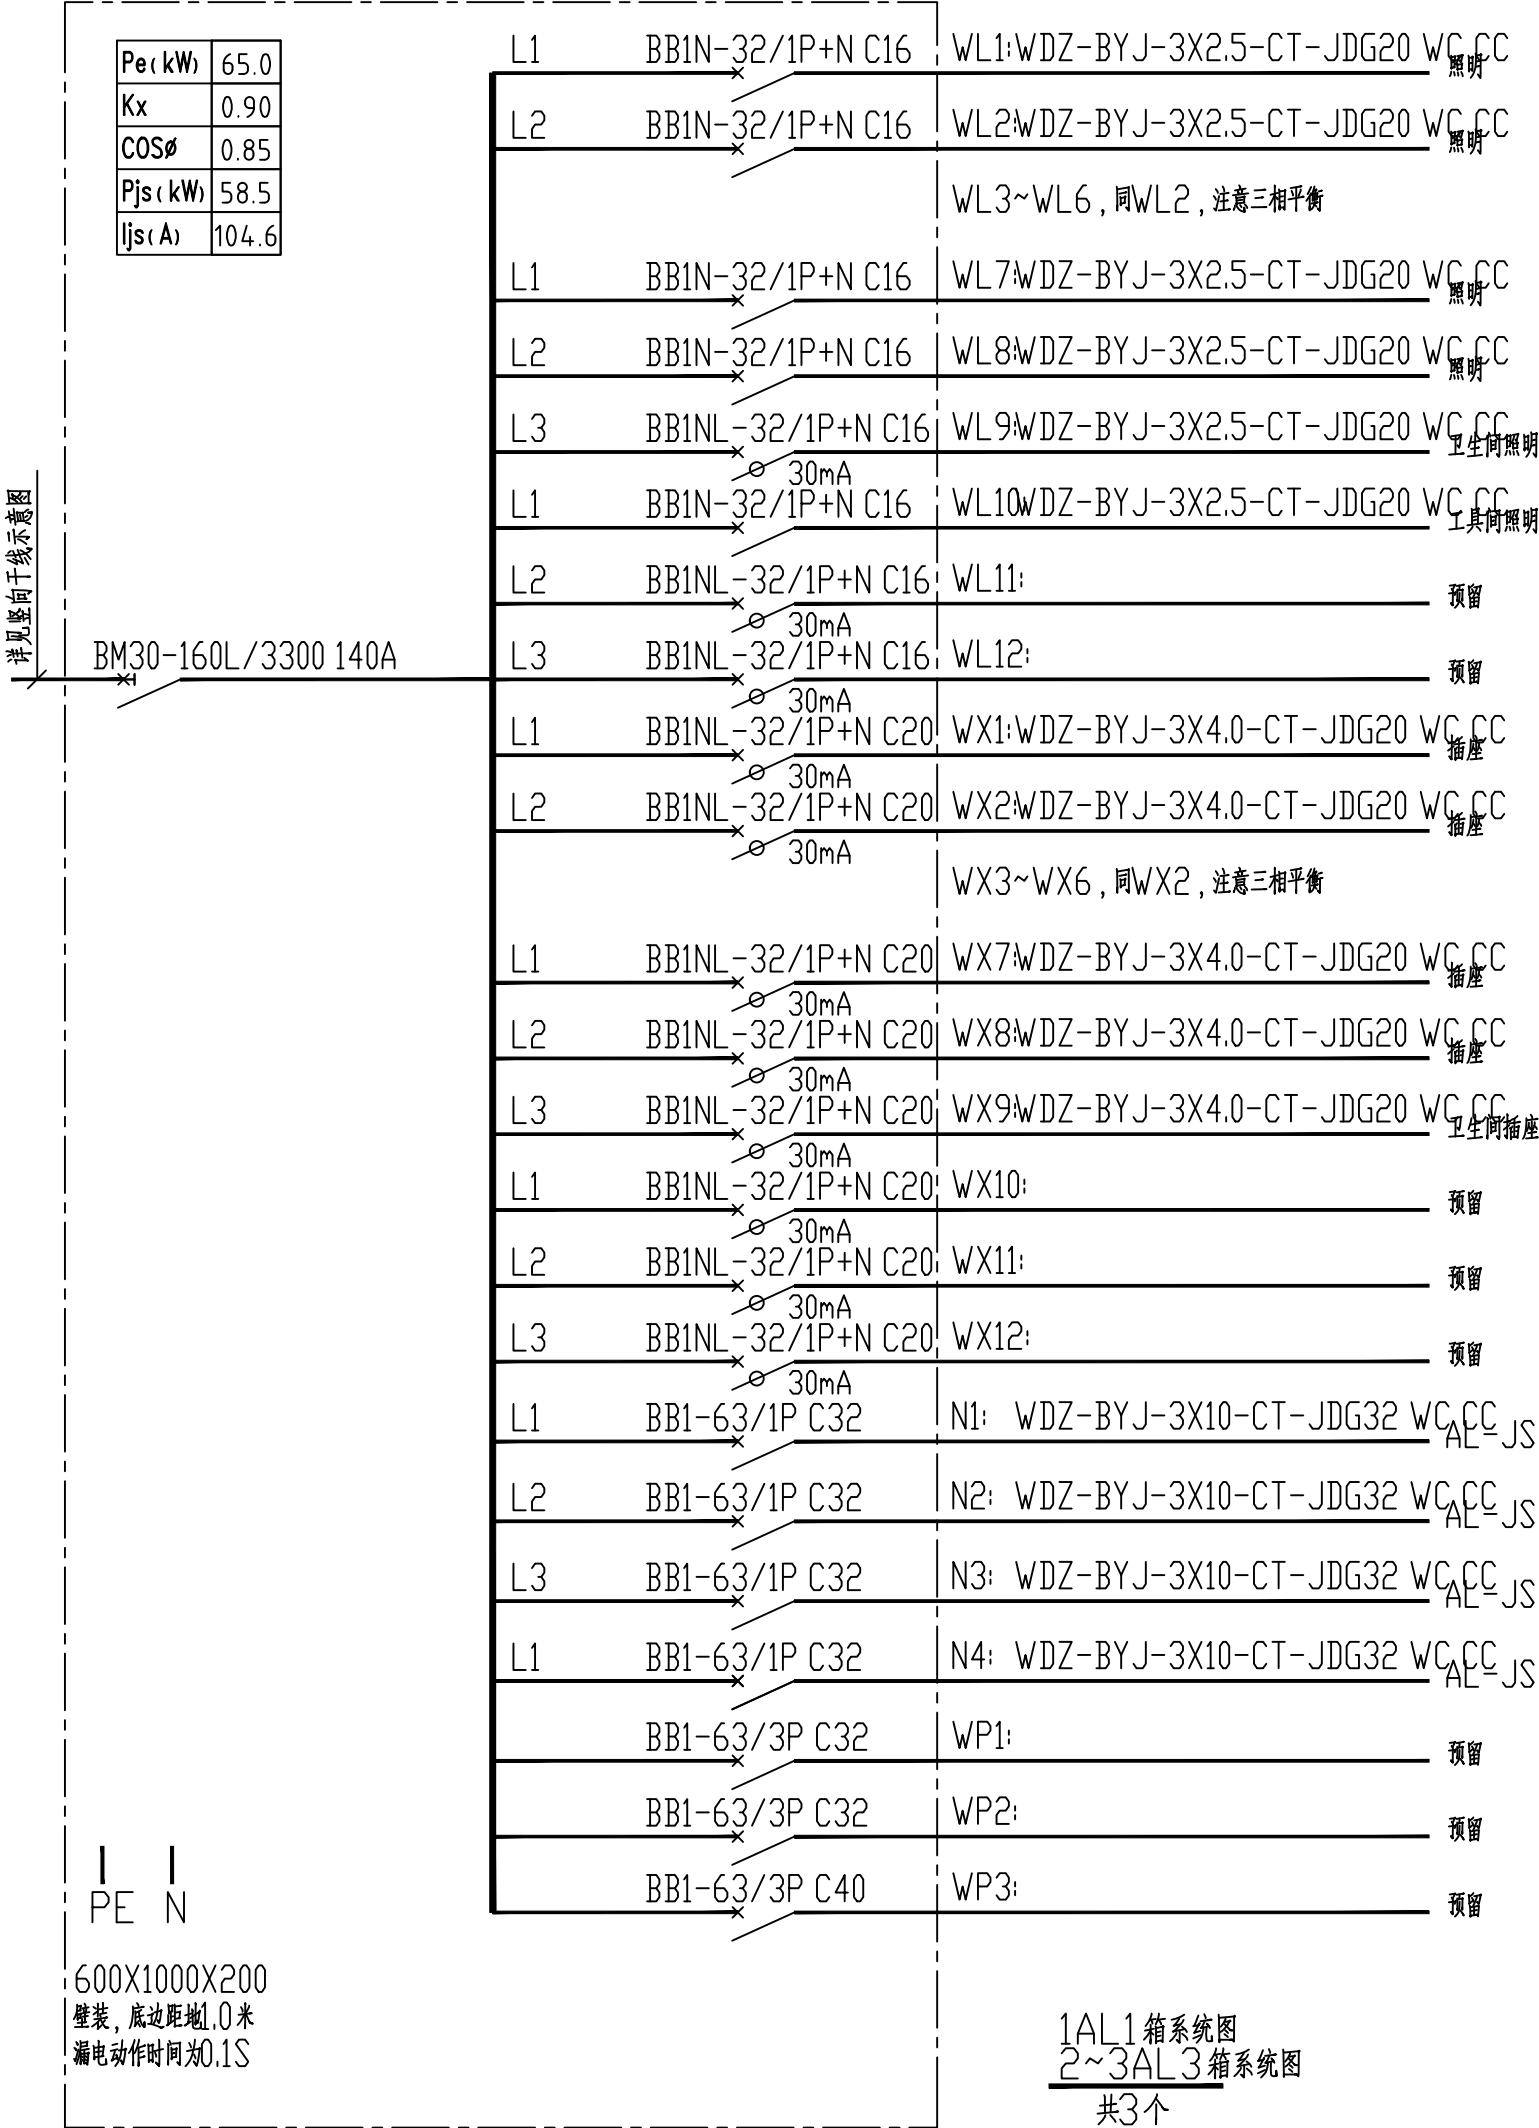 Pe(kW) 65.0
Kx 0.90
COSø 0.85
Pjs(kW) 58.5
Ijs(A) 104.6
详见竖向干线示意图
BM30-160L/3300 140A
L1 BB1N-32/1P+N C16 WL1:WDZ-BYJ-3X2.5-CT-JDG20 WC CC 照明
L2 BB1N-32/1P+N C16 WL2:WDZ-BYJ-3X2.5-CT-JDG20 WC CC 照明
WL3~WL6,同WL2,注意三相平衡
L1 BB1N-32/1P+N C16 WL7:WDZ-BYJ-3X2.5-CT-JDG20 WC CC 照明
L2 BB1N-32/1P+N C16 WL8:WDZ-BYJ-3X2.5-CT-JDG20 WC CC 照明
L3 BB1NL-32/1P+N C16 WL9:WDZ-BYJ-3X2.5-CT-JDG20 WC CC 卫生间照明
30mA
L1 BB1N-32/1P+N C16 WL10:WDZ-BYJ-3X2.5-CT-JDG20 WC CC 工具间照明
L2 BB1NL-32/1P+N C16 WL11: 预留
30mA
L3 BB1NL-32/1P+N C16 WL12: 预留
30mA
L1 BB1NL-32/1P+N C20 WX1:WDZ-BYJ-3X4.0-CT-JDG20 WC CC 插座
30mA
L2 BB1NL-32/1P+N C20 WX2:WDZ-BYJ-3X4.0-CT-JDG20 WC CC 插座
30mA
WX3~WX6,同WX2,注意三相平衡
L1 BB1NL-32/1P+N C20 WX7:WDZ-BYJ-3X4.0-CT-JDG20 WC CC 插座
30mA
L2 BB1NL-32/1P+N C20 WX8:WDZ-BYJ-3X4.0-CT-JDG20 WC CC 插座
30mA
L3 BB1NL-32/1P+N C20 WX9:WDZ-BYJ-3X4.0-CT-JDG20 WC CC 卫生间插座
30mA
L1 BB1NL-32/1P+N C20 WX10: 预留
30mA
L2 BB1NL-32/1P+N C20 WX11: 预留
30mA
L3 BB1NL-32/1P+N C20 WX12: 预留
30mA
L1 BB1-63/1P C32 N1: WDZ-BYJ-3X10-CT-JDG32 WC CC AL-JS
L2 BB1-63/1P C32 N2: WDZ-BYJ-3X10-CT-JDG32 WC CC AL-JS
L3 BB1-63/1P C32 N3: WDZ-BYJ-3X10-CT-JDG32 WC CC AL-JS
L1 BB1-63/1P C32 N4: WDZ-BYJ-3X10-CT-JDG32 WC CC AL-JS
BB1-63/3P C32 WP1: 预留
BB1-63/3P C32 WP2: 预留
BB1-63/3P C40 WP3: 预留
PE N
600X1000X200
壁装,底边距地1.0米
漏电动作时间为0.1S
1AL1箱系统图
2~3AL3箱系统图
共3个